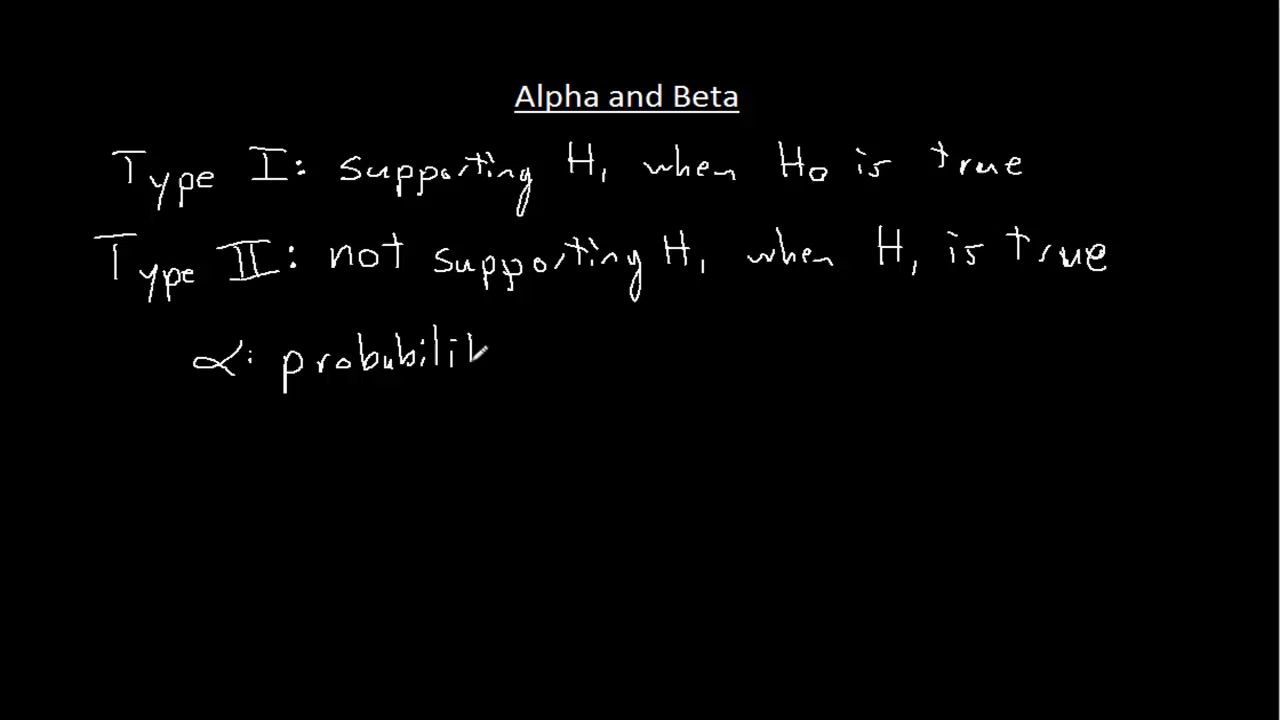 Alpha and Beta
Type I: supporting H₁ when H₀ is true
Type II: not supporting H₁ when H₁ is true
α: probabili